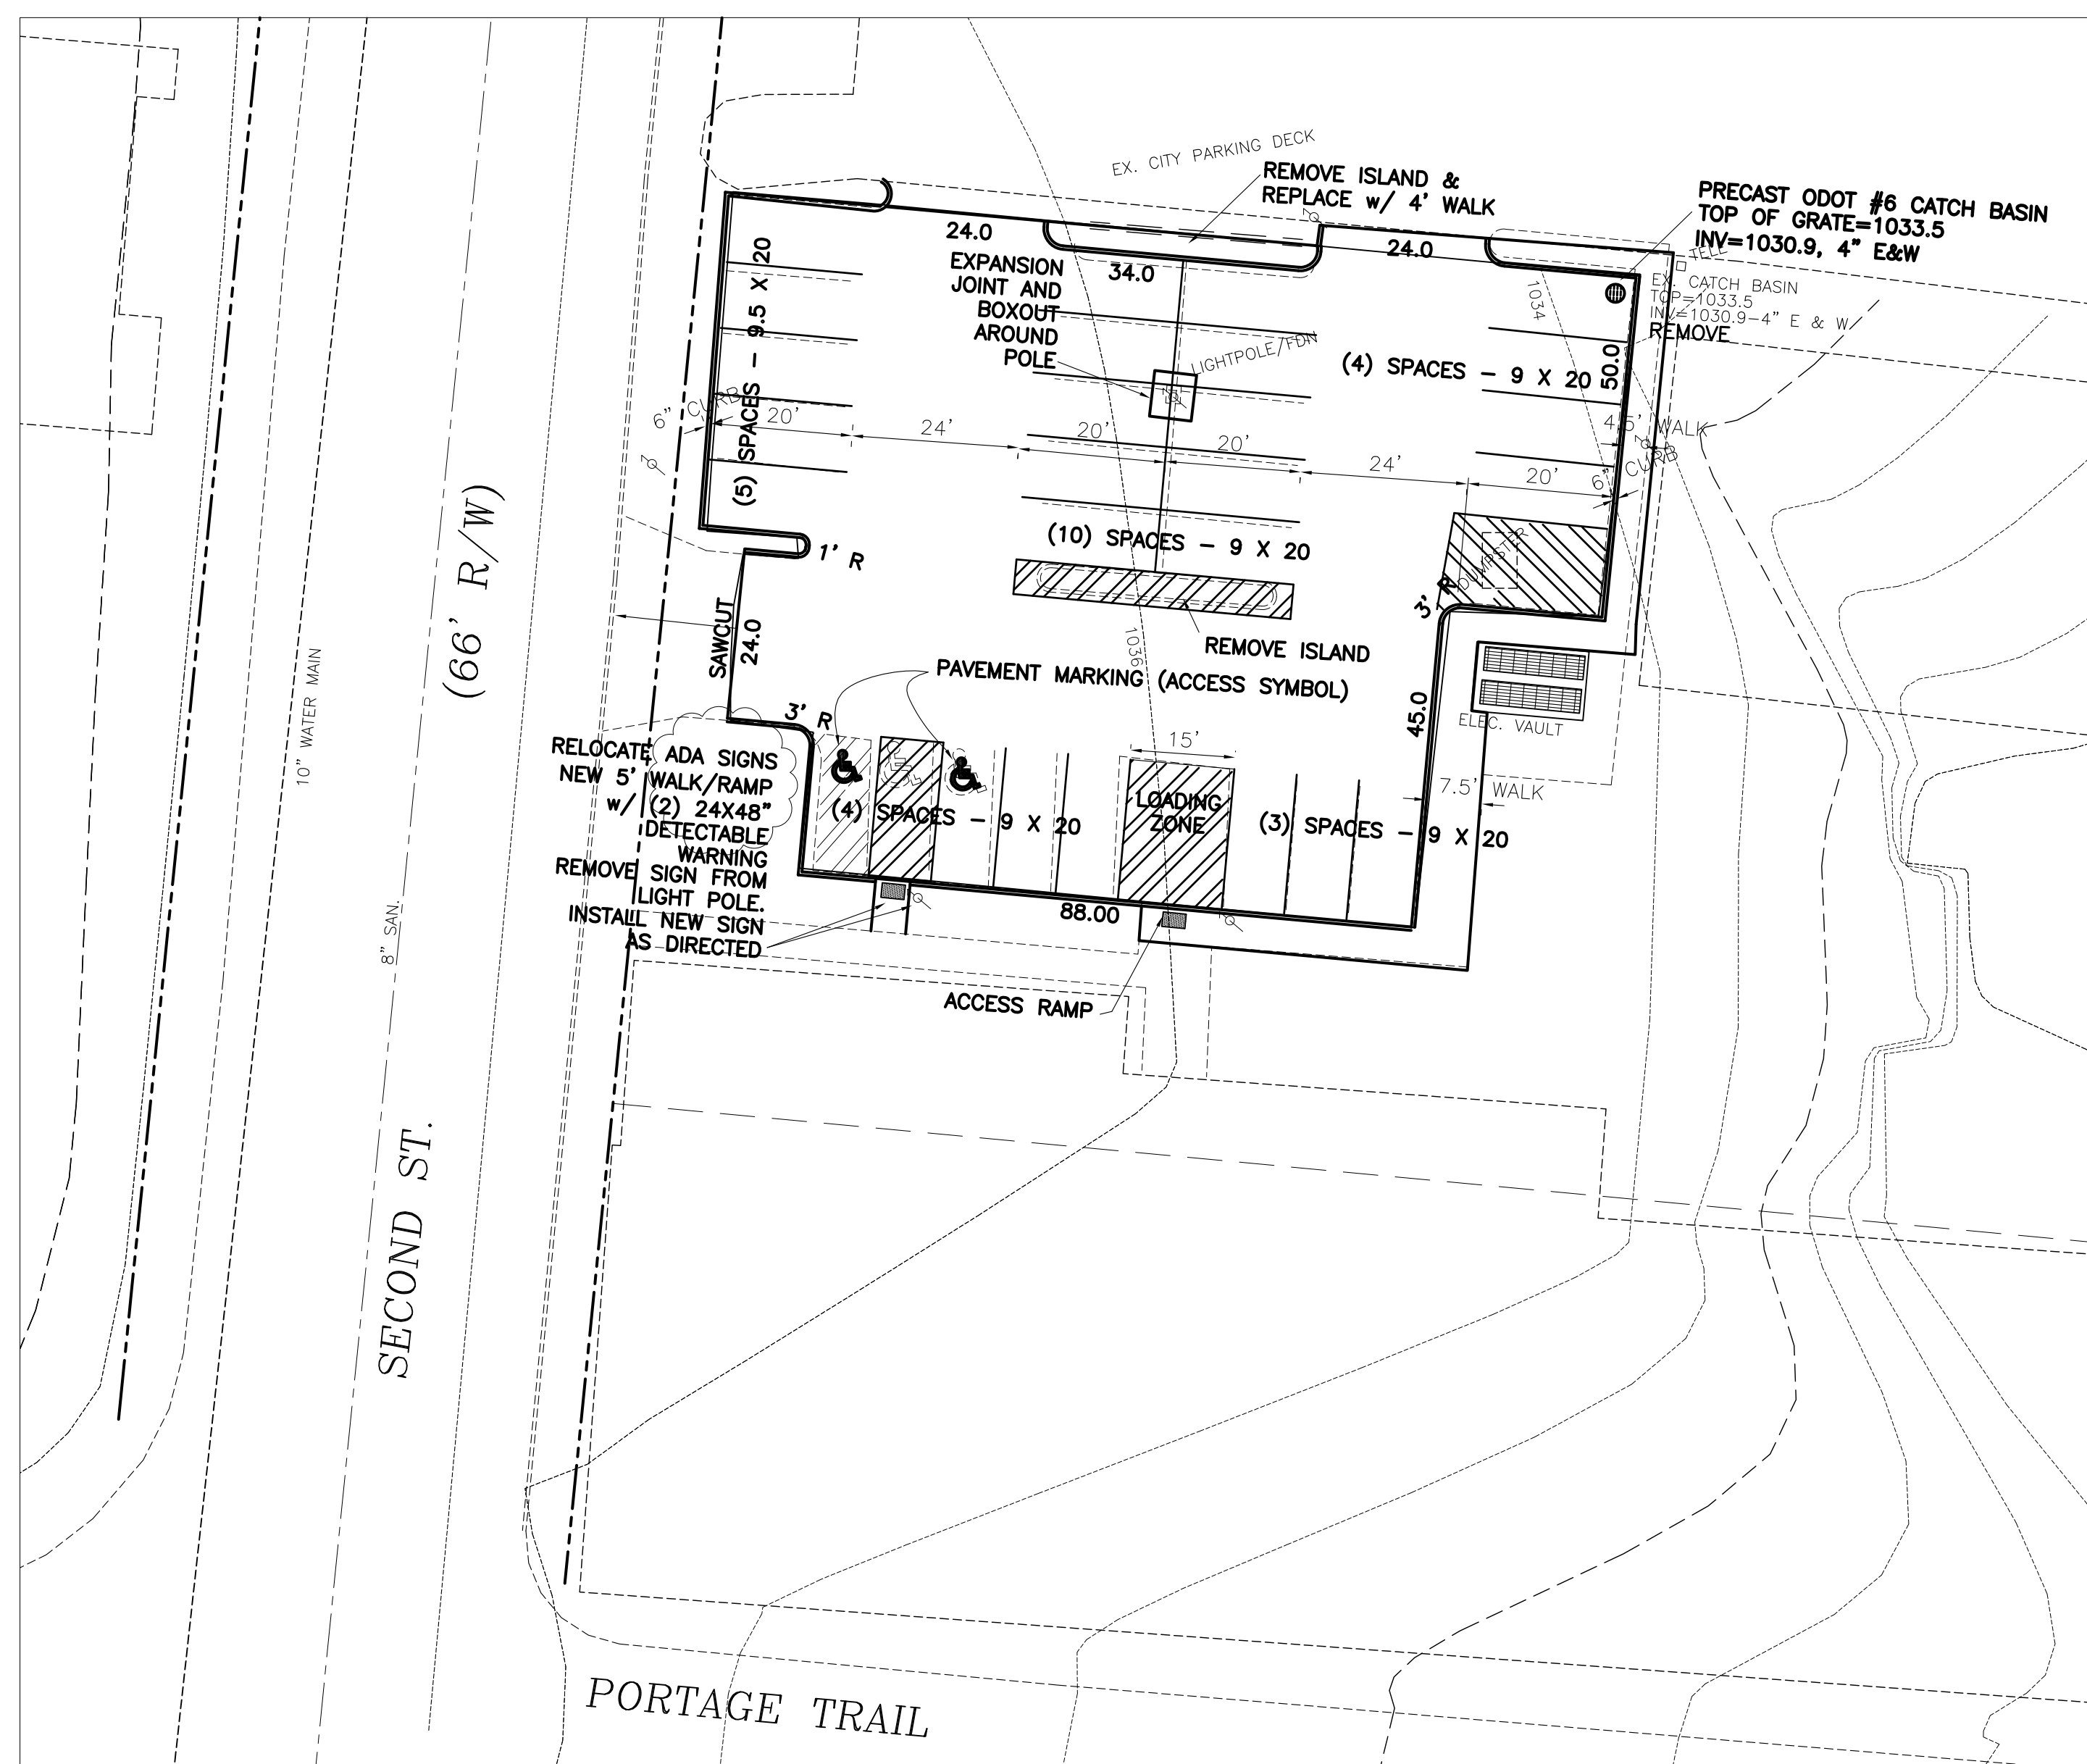 EX. CITY PARKING DECK
REMOVE ISLAND &
REPLACE w/ 4' WALK
PRECAST ODOT #6 CATCH BASIN
TOP OF GRATE=1033.5
INV=1030.9, 4" E&W
TELE
EX. CATCH BASIN
TOP=1033.5
INV=1030.9-4" E & W
REMOVE
24.0
34.0
24.0
EXPANSION
JOINT AND
BOXOUT
AROUND
POLE
LIGHTPOLE/FDN
1034
(5) SPACES - 9.5 X 20
(4) SPACES - 9 X 20
50.0
6" CURB
20'
24'
20'
20'
24'
20'
4.5' WALK
6" CURB
(10) SPACES - 9 X 20
1' R
DUMPSTER
3' R
SAWCUT
24.0
1036
REMOVE ISLAND
PAVEMENT MARKING (ACCESS SYMBOL)
3' R
45.0
ELEC. VAULT
15'
7.5' WALK
RELOCATE ADA SIGNS
NEW 5' WALK/RAMP
w/ (2) 24X48"
DETECTABLE
WARNING
REMOVE SIGN FROM
LIGHT POLE.
INSTALL NEW SIGN
AS DIRECTED
(4) SPACES - 9 X 20
LOADING
ZONE
(3) SPACES - 9 X 20
88.00
ACCESS RAMP
10" WATER MAIN
8" SAN.
(66' R/W)
SECOND ST.
PORTAGE TRAIL